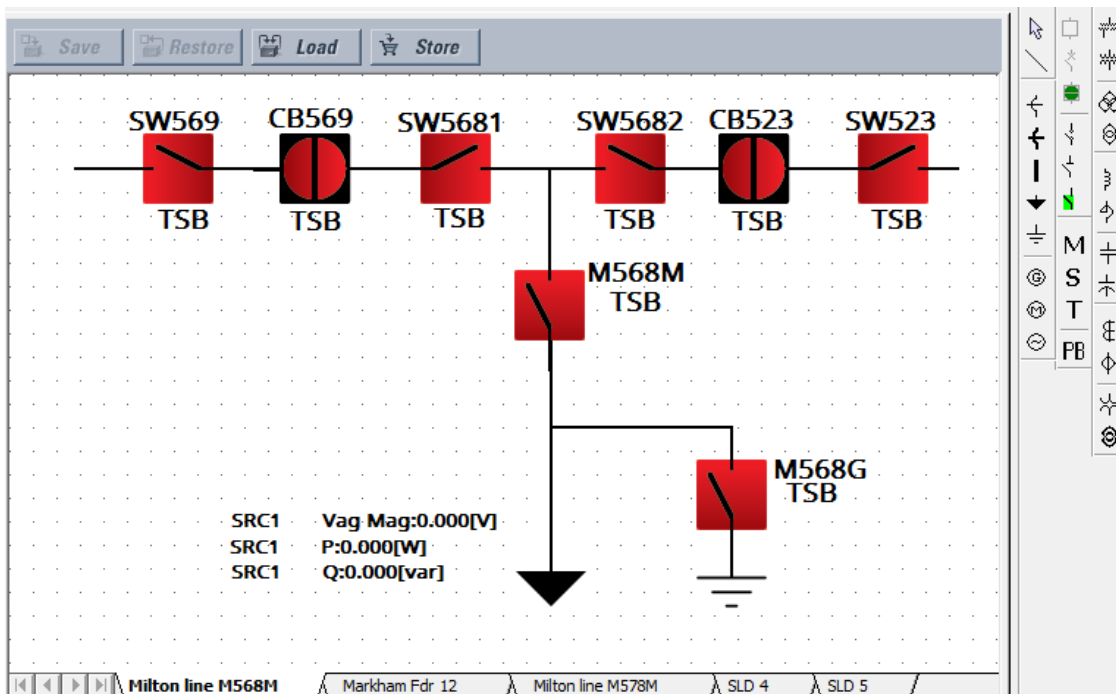 Save Restore Load Store
SW569 CB569 SW5681 SW5682 CB523 SW523
TSB TSB TSB TSB TSB TSB
M568M
TSB
M568G
TSB
SRC1 Vag Mag:0.000[V]
SRC1 P:0.000[W]
SRC1 Q:0.000[var]
M
S
T
PB
G
M
Milton line M568M Markham Fdr 12 Milton line M578M SLD 4 SLD 5